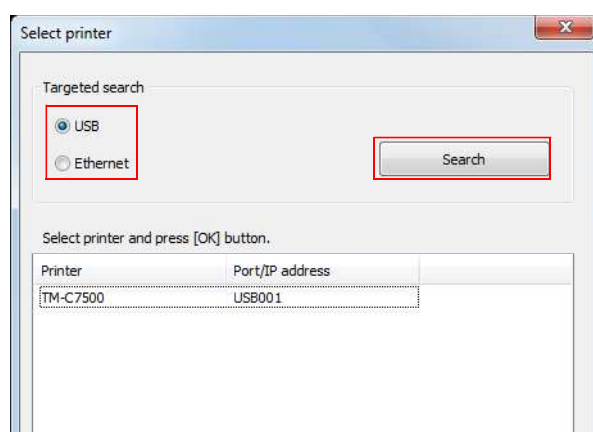 Select printer
Targeted search
USB
Ethernet
Search
Select printer and press [OK] button.
Printer Port/IP address
TM-C7500 USB001